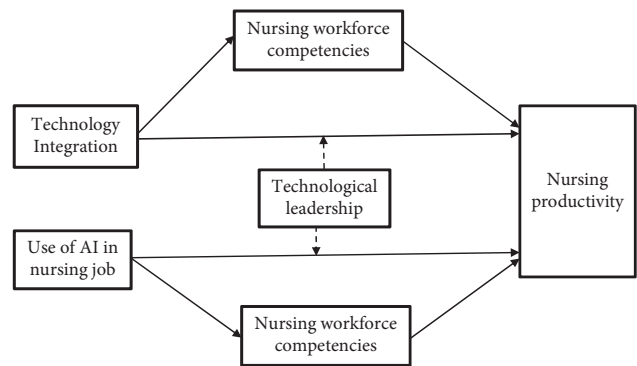 Nursing workforce
competencies
Technology
Integration
Technological
leadership
Nursing
productivity
Use of AI in
nursing job
Nursing workforce
competencies